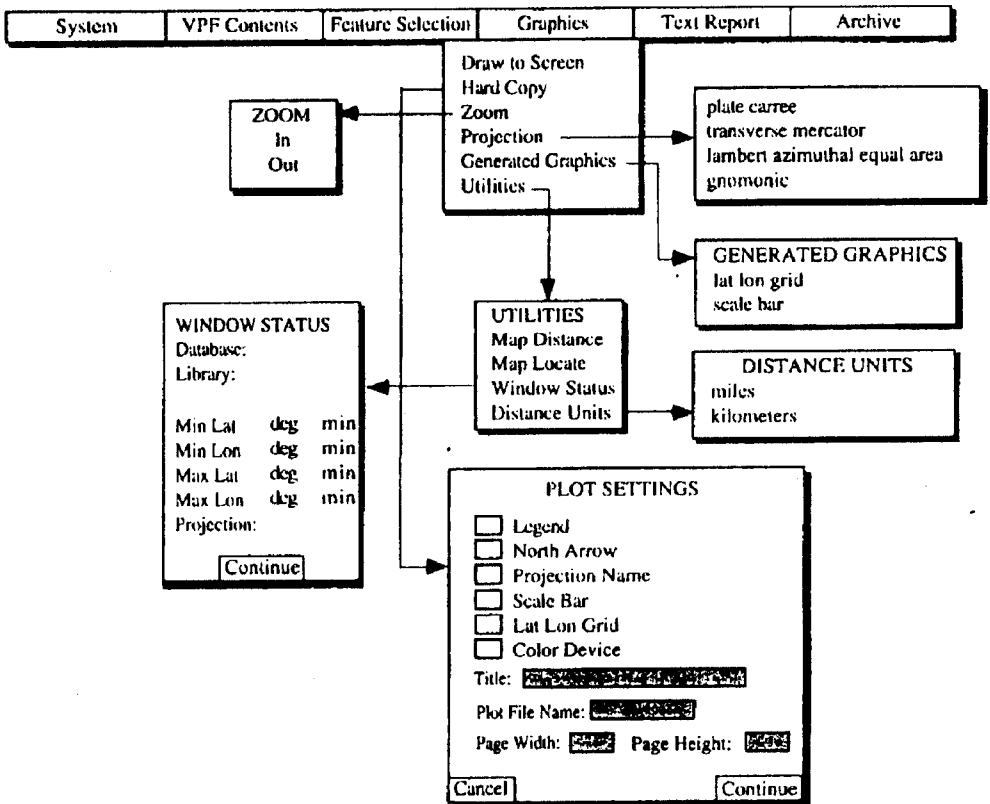 System VPF Contents Feature Selection Graphics Text Report Archive
Draw to Screen
Hard Copy
Zoom
Projection
Generated Graphics
Utilities
ZOOM
In
Out
plate carree
transverse mercator
lambert azimuthal equal area
gnomonic
GENERATED GRAPHICS
lat lon grid
scale bar
UTILITIES
Map Distance
Map Locate
Window Status
Distance Units
DISTANCE UNITS
miles
kilometers
WINDOW STATUS
Database:
Library:
Min Lat deg min
Min Lon deg min
Max Lat deg min
Max Lon deg min
Projection:
Continue
PLOT SETTINGS
Legend
North Arrow
Projection Name
Scale Bar
Lat Lon Grid
Color Device
Title:
Plot File Name:
Page Width: Page Height:
Cancel Continue